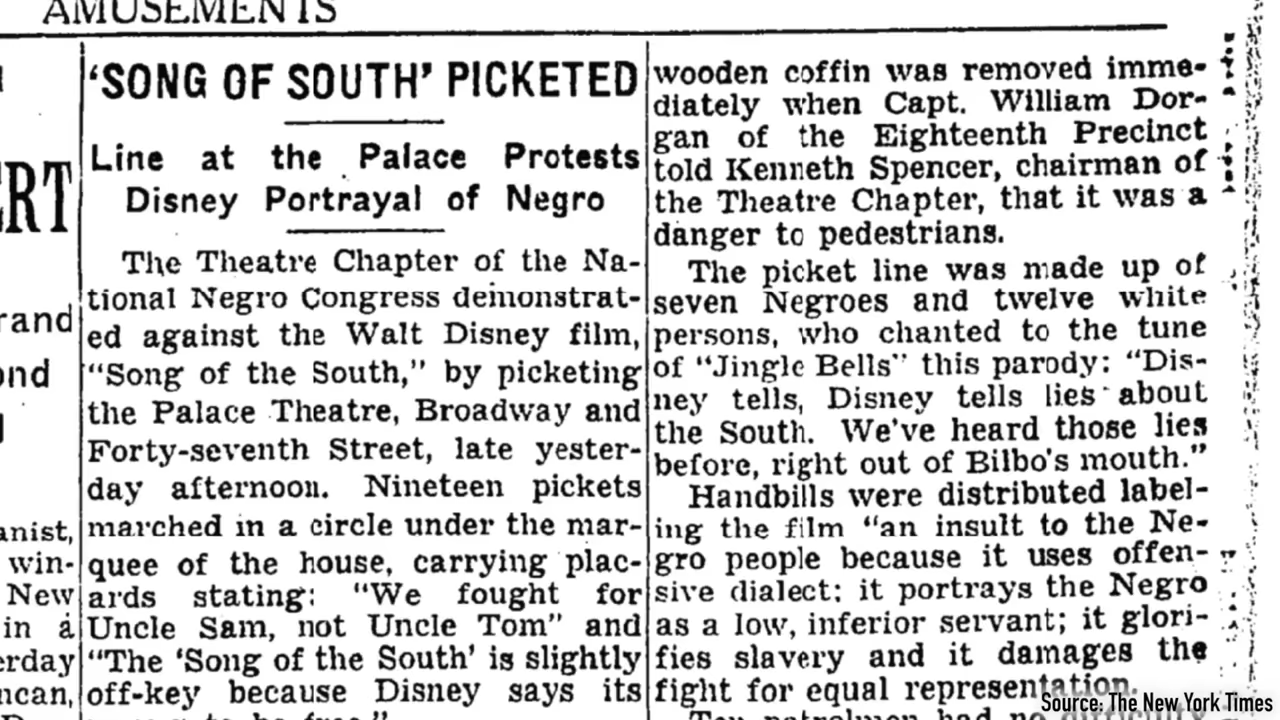 AMUSEMENTS
ERT
rand
ond
anist,
win-
New
in a
erday
ncan,
'SONG OF SOUTH' PICKETED
Line at the Palace Protests
Disney Portrayal of Negro
The Theatre Chapter of the Na-
tional Negro Congress demonstrat-
ed against the Walt Disney film,
"Song of the South," by picketing
the Palace Theatre, Broadway and
Forty-seventh Street, late yester-
day afternoon. Nineteen pickets
marched in a circle under the mar-
quee of the house, carrying plac-
ards stating: "We fought for
Uncle Sam, not Uncle Tom" and
"The 'Song of the South' is slightly
off-key because Disney says its
to be free."
wooden coffin was removed imme-
diately when Capt. William Dor-
gan of the Eighteenth Precinct
told Kenneth Spencer, chairman of
the Theatre Chapter, that it was a
danger to pedestrians.
The picket line was made up of
seven Negroes and twelve white
persons, who chanted to the tune
of "Jingle Bells" this parody: "Dis-
ney tells, Disney tells lies about
the South. We've heard those lies
before, right out of Bilbo's mouth."
Handbills were distributed label-
ing the film "an insult to the Ne-
gro people because it uses offen-
sive dialect; it portrays the Negro
as a low, inferior servant; it glori-
fies slavery and it damages the
fight for equal representation.
Ten patrolmen had no difficulty
Source: The New York Times